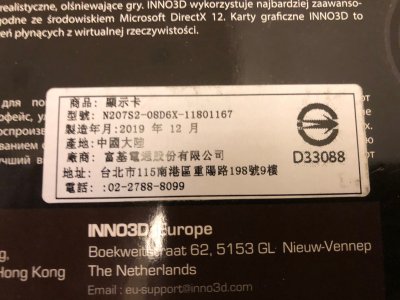 realistyczne, olśniewające gry. INNO3D wykorzystuje najbardziej zaawanso-
godne ze środowiskiem Microsoft DirectX 12. Karty graficzne INNO3D to
eń płynących z wirtualnej rzeczywistości.
商品: 顯示卡
型號: N207S2-08D6X-11801167
製造年月:2019 年 12 月
產地:中國大陸
廠商:富基電通股份有限公司
地址:台北市115南港區重陽路198號9樓
電話:02-2788-8099
D33088
INNO3D Europe
Boekweitstraat 62, 5153 GL Nieuw-Vennep
The Netherlands
Email : eu-support@inno3d.com
Hong Kong